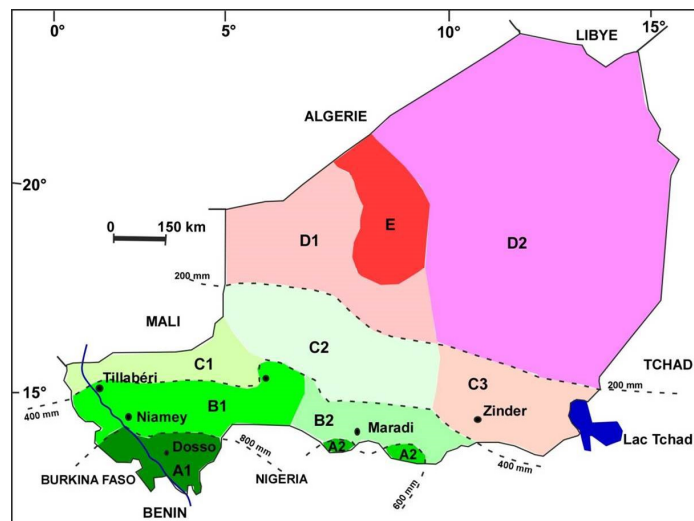 0°
5°
10°
15°
LIBYE
ALGERIE
20°
0 150 km
E
D1
D2
200 mm
MALI
C2
TCHAD
C1
C3
200 mm
15°
Tillabéri
400 mm
B1
B2
Zinder
Niamey
Maradi
Lac Tchad
800 mm
Dosso
A2
A2
A1
400 mm
BURKINA FASO
NIGERIA
600 mm
BENIN